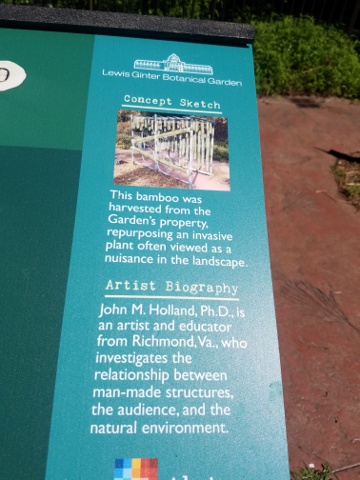 Lewis Ginter Botanical Garden
Concept Sketch
This bamboo was
harvested from the
Garden's property,
repurposing an invasive
plant often viewed as a
nuisance in the landscape.
Artist Biography
John M. Holland, Ph.D., is
an artist and educator
from Richmond, Va., who
investigates the
relationship between
man-made structures,
the audience, and the
natural environment.